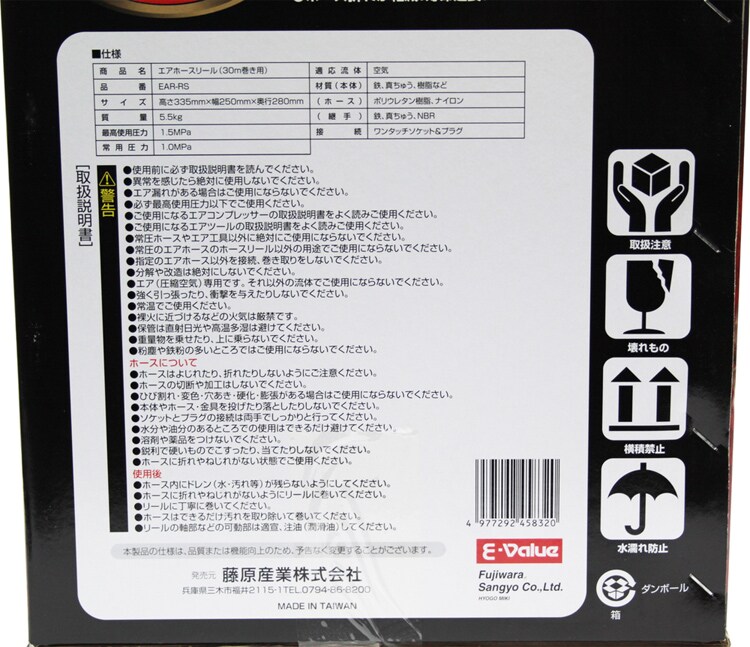 ■仕様
商品名 エアホースリール(30m巻き用) 適応流体 空気
品番 EAR-RS 材質(本体) 鉄、真ちゅう、樹脂など
サイズ 高さ335mm×幅250mm×奥行280mm (ホース) ポリウレタン樹脂、ナイロン
質量 5.5kg (継手) 鉄、真ちゅう、NBR
最高使用圧力 1.5MPa 接続 ワンタッチソケット&プラグ
常用圧力 1.0MPa
[取扱説明書]
警告
●使用前に必ず取扱説明書を読んでください。
●異常を感じたら絶対に使用しないでください。
●エア漏れがある場合はご使用にならないでください。
●必ず最高使用圧力以下でご使用ください。
●ご使用になるエアコンプレッサーの取扱説明書をよく読みご使用ください。
●ご使用になるエアツールの取扱説明書をよく読みご使用ください。
●常圧ホースやエア工具以外に絶対にご使用にならないでください。
●常圧のエアホースのホースリール以外の用途でご使用にならないでください。
●指定のエアホース以外を接続、巻き取りをしないでください。
●分解や改造は絶対にしないでください。
●エア(圧縮空気)専用です。それ以外の流体でご使用にならないでください。
●強く引っ張ったり、衝撃を与えたりしないでください。
●常温でご使用ください。
●裸火に近づけるなどの火気は厳禁です。
●保管は直射日光や高温多湿は避けてください。
●重量物を乗せたり、上に乗らないでください。
●粉塵や鉄粉の多いところではご使用にならないでください。
ホースについて
●ホースはよじれたり、折れたりしないようにご注意ください。
●ホースの切断や加工はしないでください。
●ひび割れ・変色・穴あき・硬化・膨張がある場合はご使用にならないでください。
●本体やホース・金具を投げたり落としたりしないでください。
●ソケットとプラグの接続は両手でしっかりと行ってください。
●水分や油分のあるところでの使用はできるだけ避けてください。
●溶剤や薬品をつけないでください。
●鋭利で硬いものでこすったり、当てたりしないでください。
●ホースに折れやねじれがない状態でご使用ください。
使用後
●ホース内にドレン(水・汚れ等)が残らないようにしてください。
●ホースに折れやねじれがないようにリールに巻いてください。
●リールに丁寧に巻いてください。
●ホースはできるだけ汚れを取り除いて巻いてください。
●リールの軸部などの可動部は適宜、注油(潤滑油)してください。
本製品の仕様は、品質または機能向上のため、予告なく変更することがございます。
発売元 藤原産業株式会社
兵庫県三木市福井2115-1 TEL.0794-86-8200
MADE IN TAIWAN
4 977292 458320
E-Value
Fujiwara
Sangyo Co.,Ltd.
HYOGO MIKI
取扱注意
壊れもの
横積禁止
水濡れ防止
ダンボール
箱